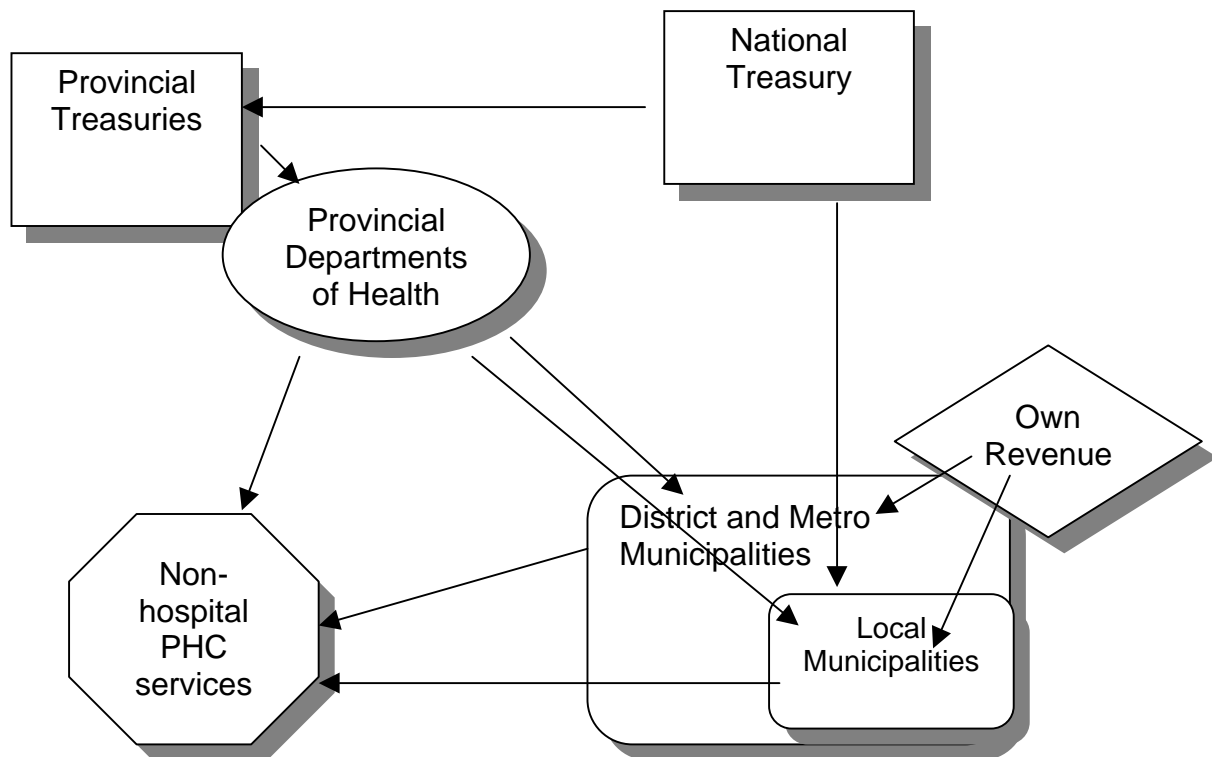 Provincial
Treasuries
National
Treasury
Provincial
Departments
of Health
Own
Revenue
District and Metro
Municipalities
Non-
hospital
PHC
services
Local
Municipalities